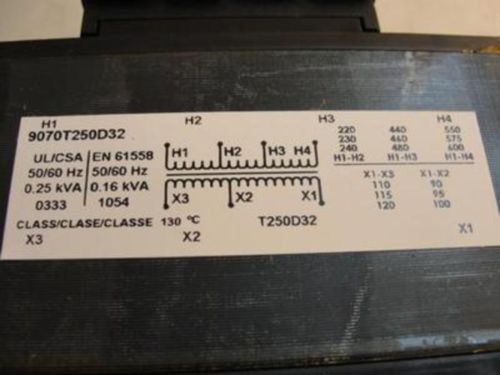 H1 H2 H3 H4
9070T250D32
UL/CSA EN 61558
50/60 Hz 50/60 Hz
0.25 kVA 0.16 kVA
0333 1054
CLASS/CLASE/CLASSE 130 °C
H1 H2 H3 H4
X3 X2 X1
T250D32
220 440 550
230 460 575
240 480 600
H1-H2 H1-H3 H1-H4
X1-X3 X1-X2
110 90
115 95
120 100
X3 X2 X1